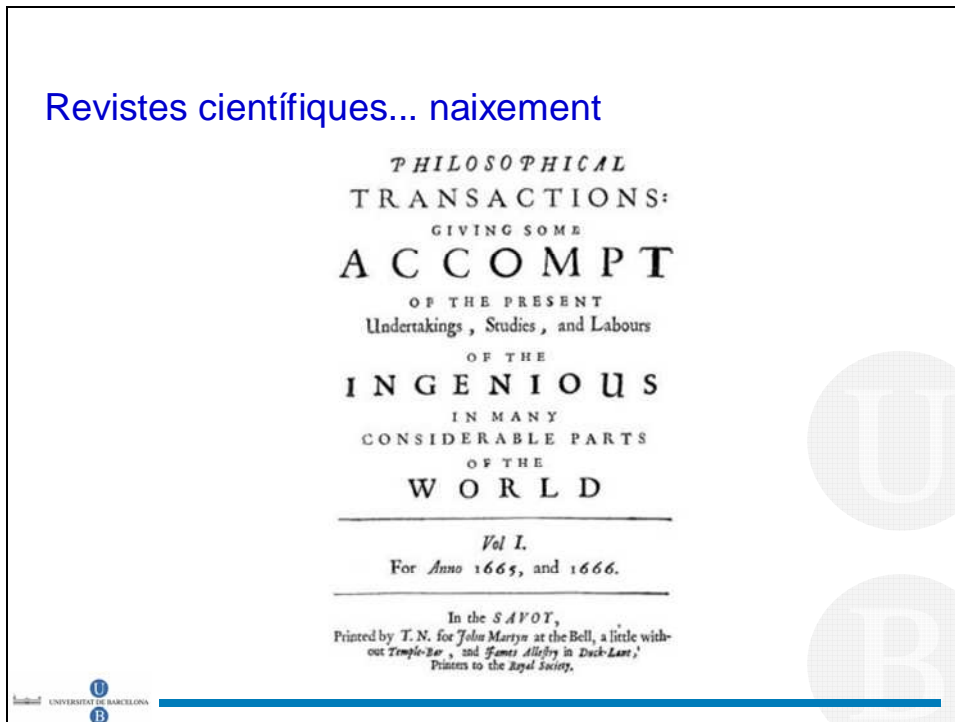 Revistes científiques... naixement
PHILOSOPHICAL
TRANSACTIONS:
GIVING SOME
ACCOMPT
OF THE PRESENT
Undertakings, Studies, and Labours
OF THE
INGENIOUS
IN MANY
CONSIDERABLE PARTS
OF THE
WORLD
Vol I.
For Anno 1665, and 1666.
In the SAVOY,
Printed by T. N. for John Martyn at the Bell, a little with-
out Temple-Bar, and James Allestry in Duck-Lane,
Printers to the Royal Society.
U
B
U
UNIVERSITAT DE BARCELONA
B